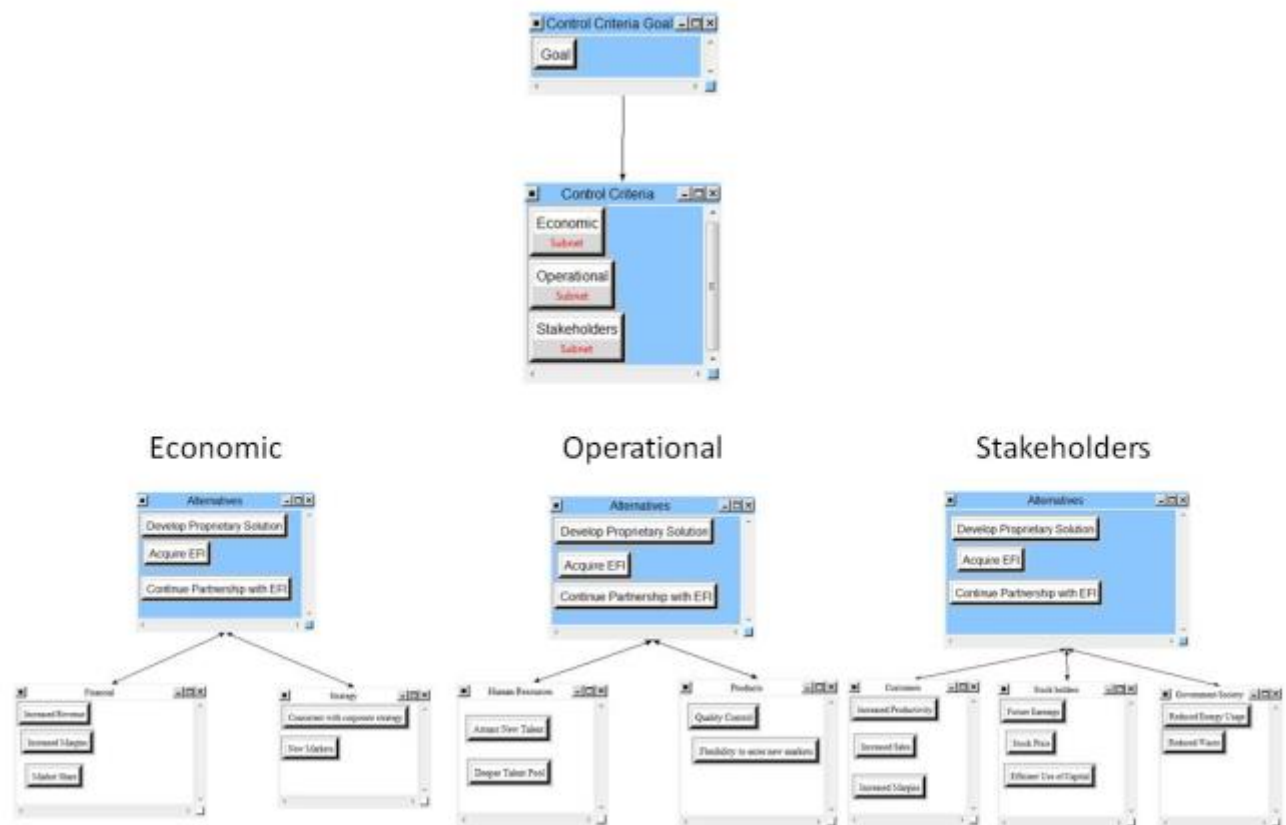 Control Criteria Goal
Goal
Control Criteria
Economic
Subnet
Operational
Subnet
Stakeholders
Subnet
Economic
Operational
Stakeholders
Alternatives
Develop Proprietary Solution
Acquire EFI
Continue Partnership with EFI
Alternatives
Develop Proprietary Solution
Acquire EFI
Continue Partnership with EFI
Alternatives
Develop Proprietary Solution
Acquire EFI
Continue Partnership with EFI
Financial
Increased Revenue
Increased Margins
Market Share
Strategy
Consistent with corporate strategy
New Markets
Human Resources
Attract New Talent
Deeper Talent Pool
Products
Quality Control
Flexibility to enter new markets
Customers
Increased Productivity
Increased Sales
Increased Margins
Stock holders
Future Earnings
Stock Price
Efficient Use of Capital
Government/Society
Reduced Energy Usage
Reduced Waste